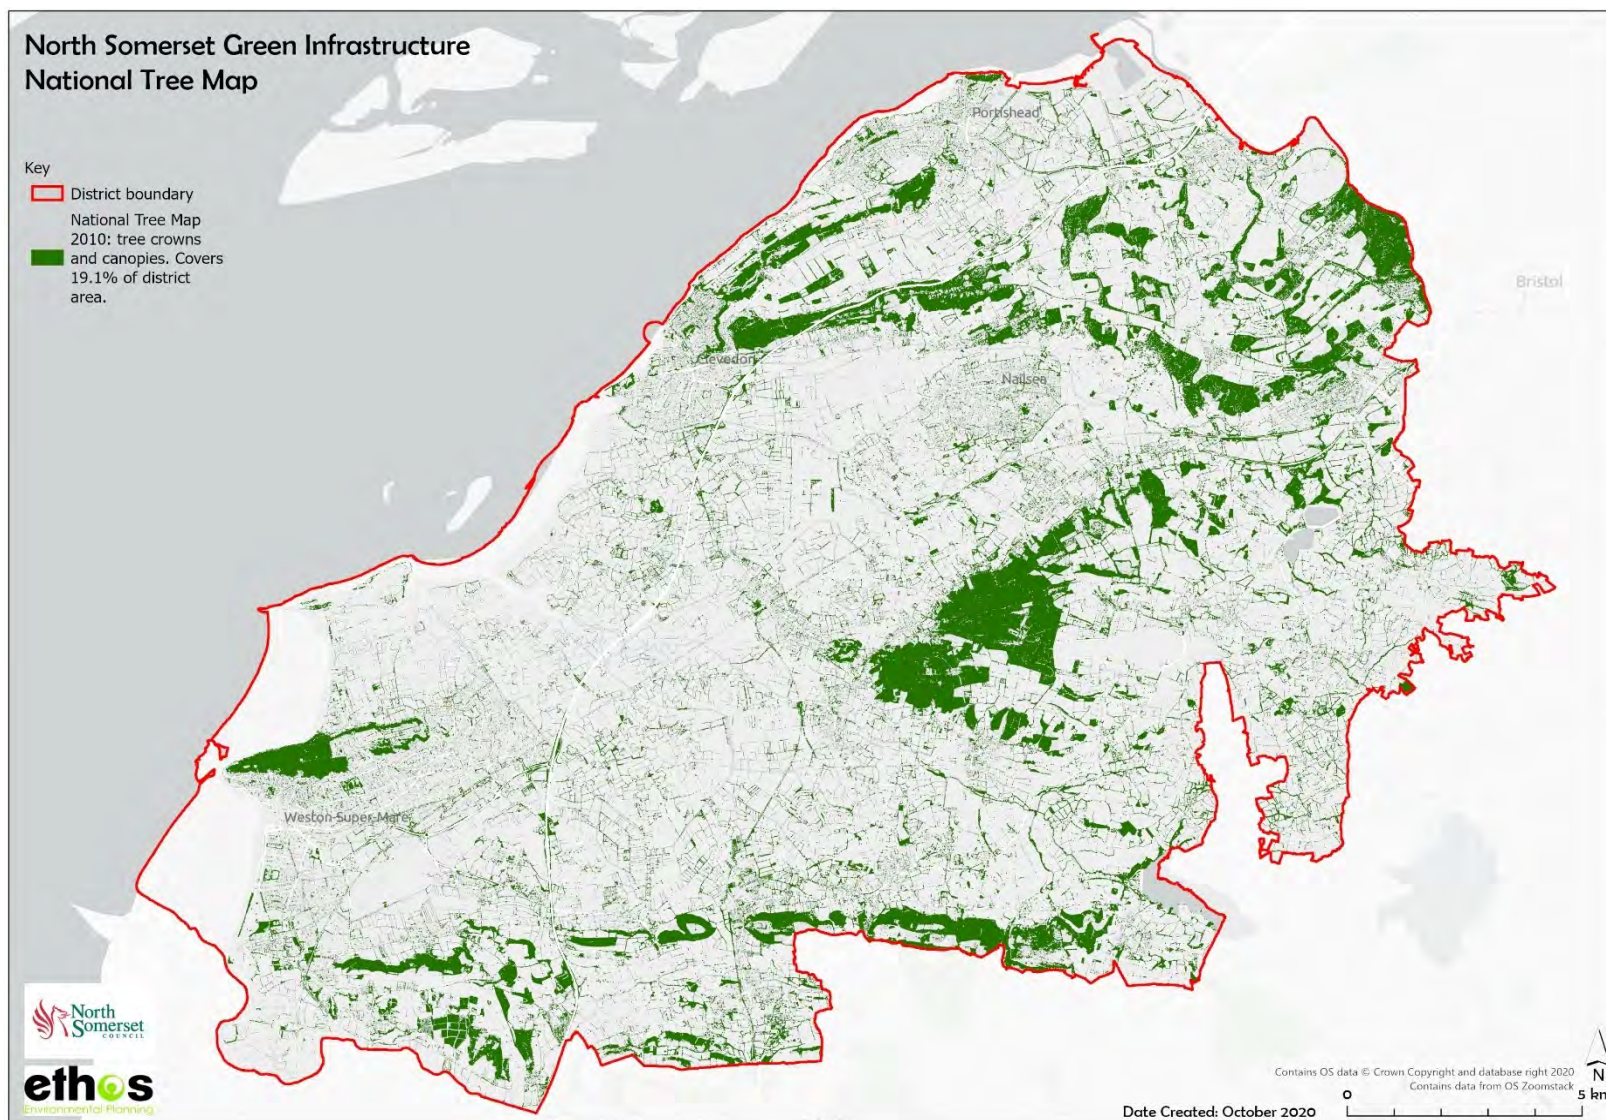 North Somerset Green Infrastructure
National Tree Map
Key
District boundary
National Tree Map
2010: tree crowns
and canopies. Covers
19.1% of district
area.
Portishead
Bristol
Clevedon
Nailsea
Weston-Super-Mare
North
Somerset
COUNCIL
ethos
Environmental Planning
Contains OS data © Crown Copyright and database right 2020
Contains data from OS Zoomstack
N
0
5 km
Date Created: October 2020